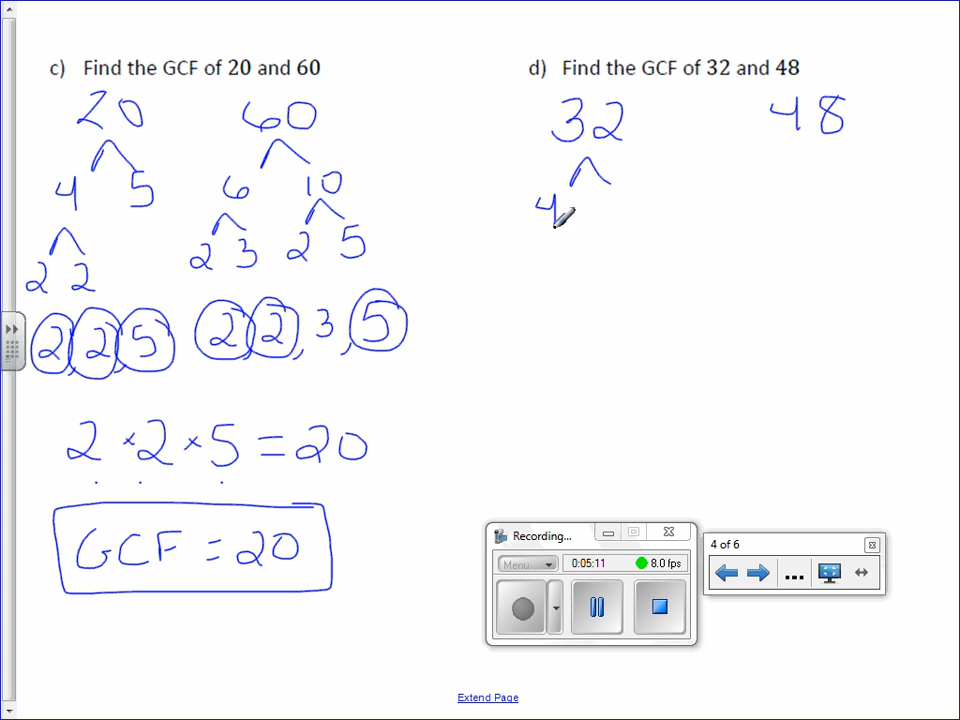 c) Find the GCF of 20 and 60
20 60
4 5 6 10
2 2 2 3 2 5
2, 2, 5 2, 2, 3, 5
2 × 2 × 5 = 20
GCF = 20
d) Find the GCF of 32 and 48
32 48
4
Recording...
Menu
0:05:11
8.0 fps
4 of 6
...
Extend Page